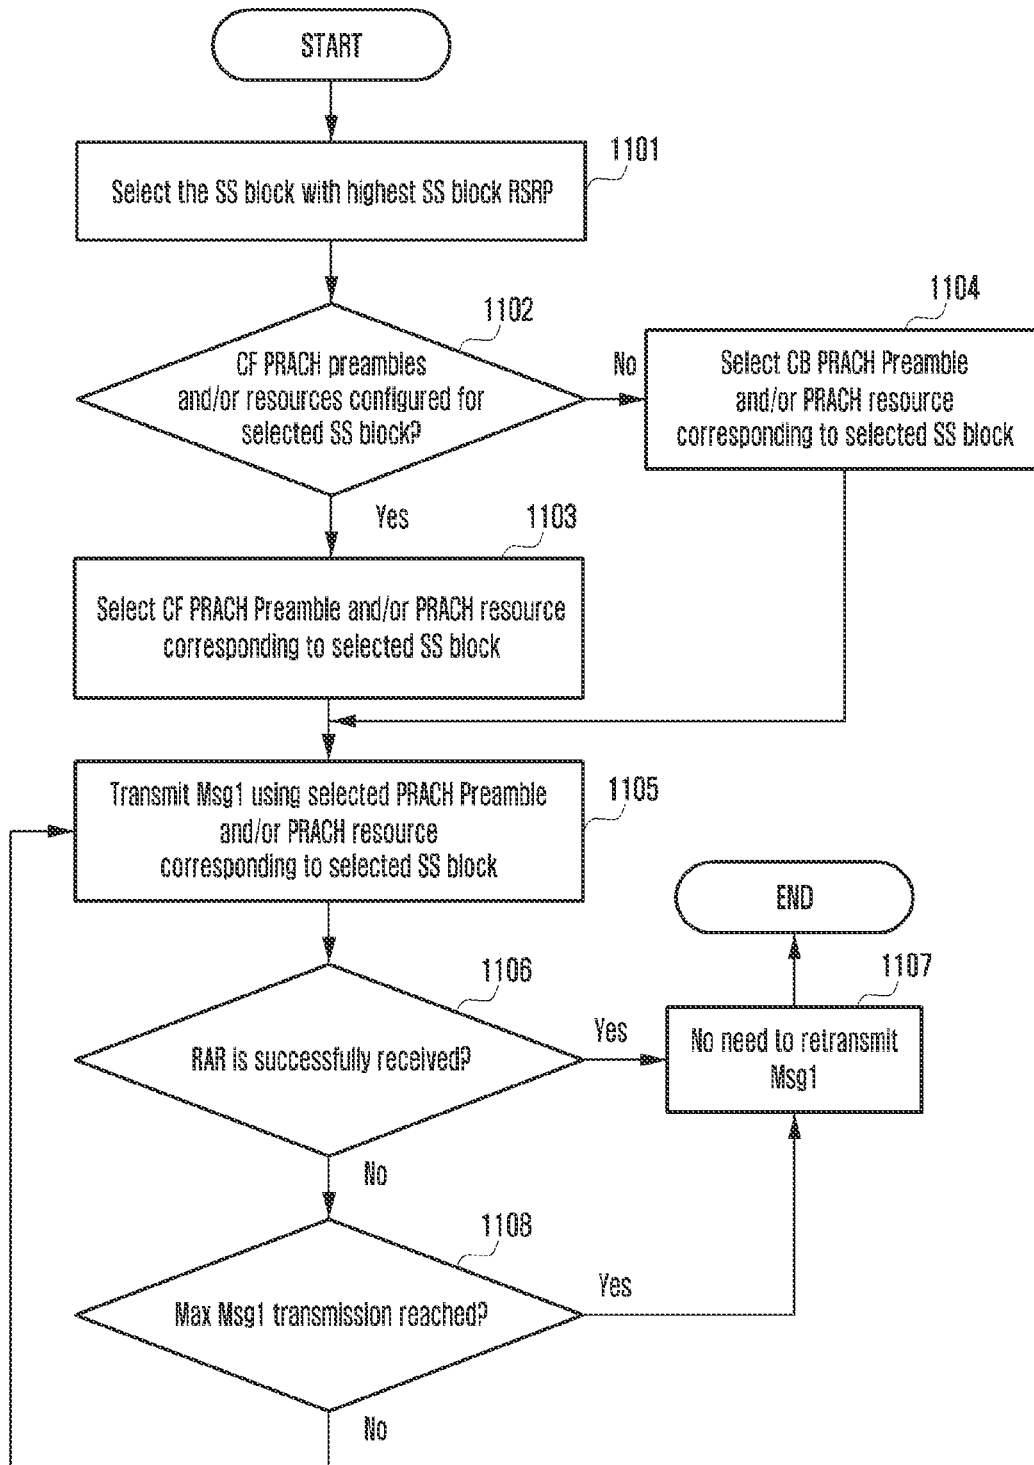 START
1101
Select the SS block with highest SS block RSRP
1102
CF PRACH preambles
and/or resources configured for
selected SS block?
No
1104
Select CB PRACH Preamble
and/or PRACH resource
corresponding to selected SS block
Yes
1103
Select CF PRACH Preamble and/or PRACH resource
corresponding to selected SS block
1105
Transmit Msg1 using selected PRACH Preamble
and/or PRACH resource
corresponding to selected SS block
END
1106
RAR is successfully received?
Yes
1107
No need to retransmit
Msg1
No
1108
Max Msg1 transmission reached?
Yes
No